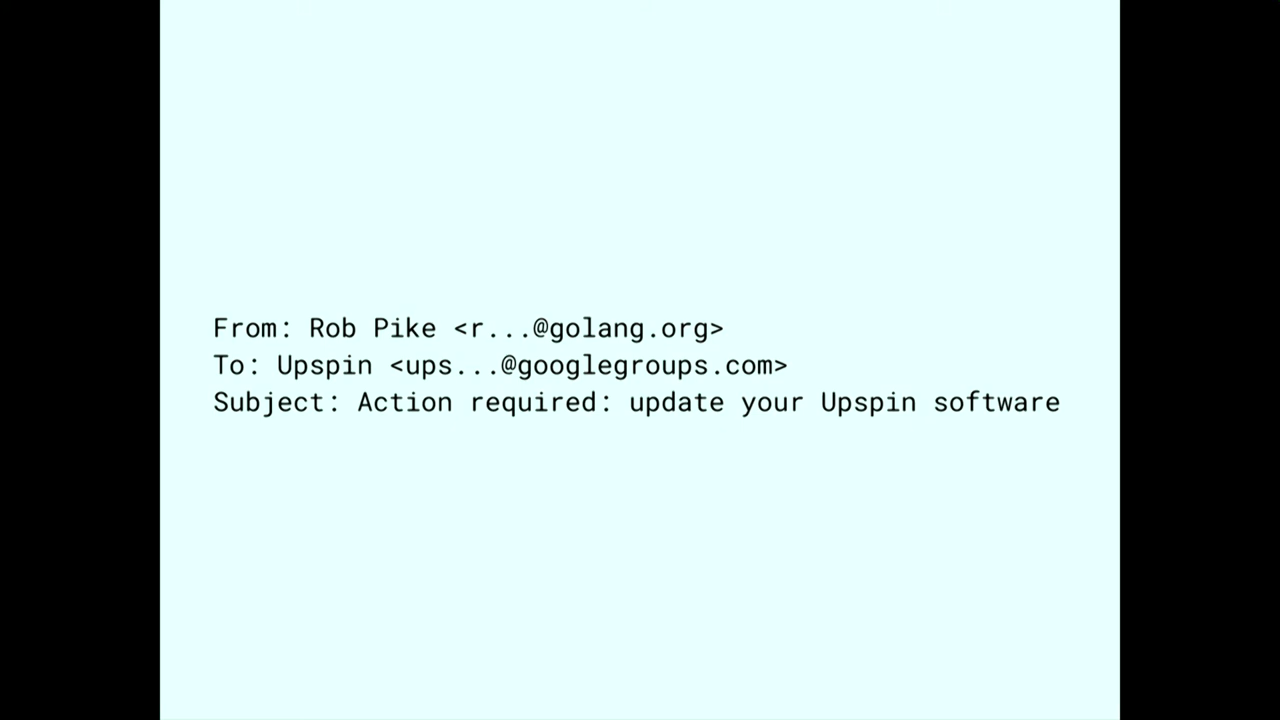 From: Rob Pike <r...@golang.org>
To: Upspin <ups...@googlegroups.com>
Subject: Action required: update your Upspin software